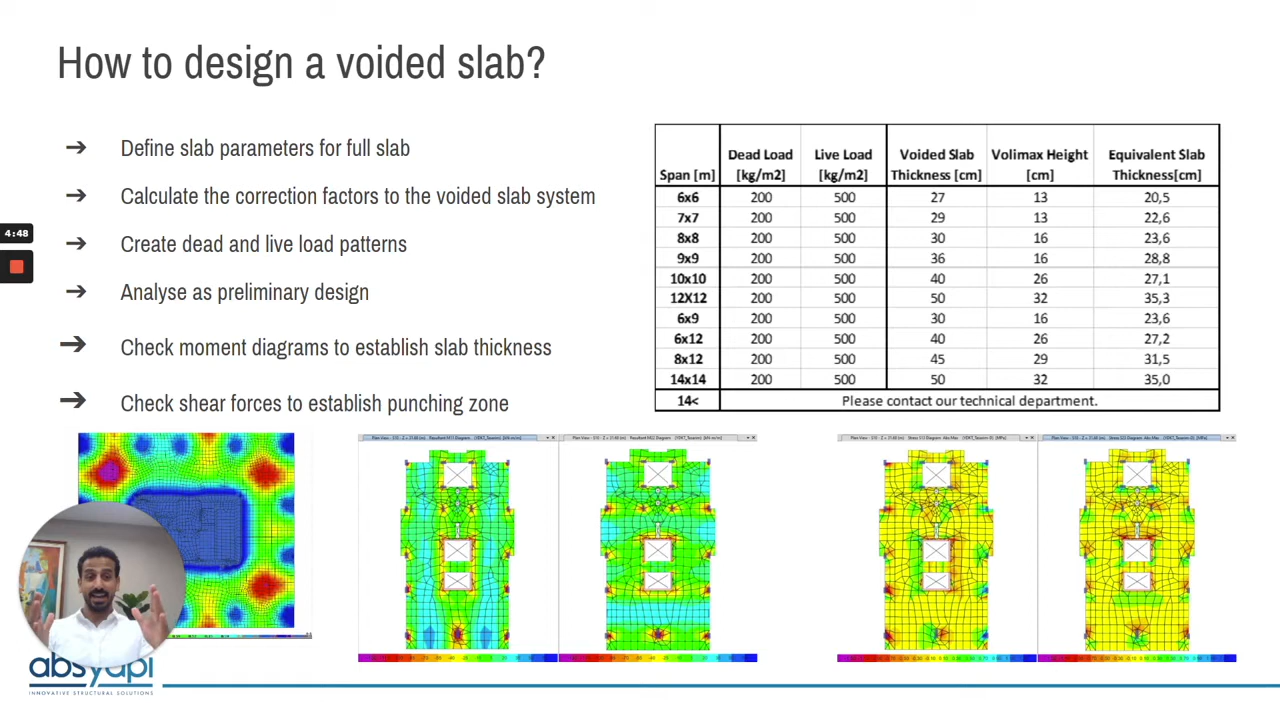 How to design a voided slab?
➔ Define slab parameters for full slab
➔ Calculate the correction factors to the voided slab system
➔ Create dead and live load patterns
➔ Analyse as preliminary design
➔ Check moment diagrams to establish slab thickness
➔ Check shear forces to establish punching zone
4:48
Span [m] Dead Load [kg/m2] Live Load [kg/m2] Voided Slab Thickness [cm] Volimax Height [cm] Equivalent Slab Thickness[cm]
6x6 200 500 27 13 20,5
7x7 200 500 29 13 22,6
8x8 200 500 30 16 23,6
9x9 200 500 36 16 28,8
10x10 200 500 40 26 27,1
12X12 200 500 50 32 35,3
6x9 200 500 30 16 23,6
6x12 200 500 40 26 27,2
8x12 200 500 45 29 31,5
14x14 200 500 50 32 35,0
14< Please contact our technical department.
absyapi
INNOVATIVE STRUCTURAL SOLUTIONS